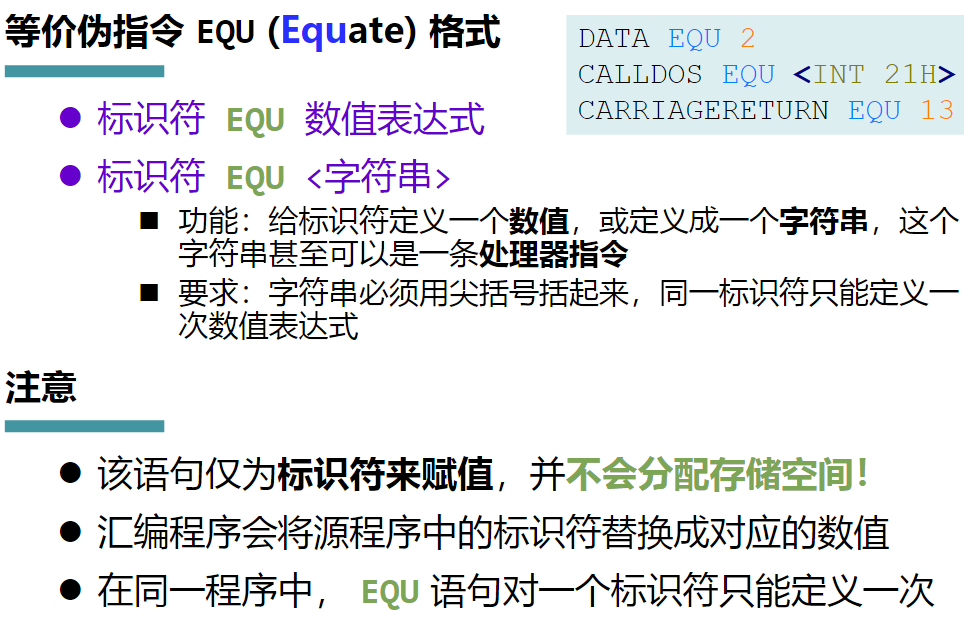 等价伪指令 EQU (Equate) 格式
DATA EQU 2
CALLDOS EQU <INT 21H>
CARRIAGERETURN EQU 13
● 标识符 EQU 数值表达式
● 标识符 EQU <字符串>
■ 功能：给标识符定义一个数值，或定义成一个字符串，这个
字符串甚至可以是一条处理器指令
■ 要求：字符串必须用尖括号括起来，同一标识符只能定义一
次数值表达式
注意
● 该语句仅为标识符来赋值，并不会分配存储空间！
● 汇编程序会将源程序中的标识符替换成对应的数值
● 在同一程序中， EQU 语句对一个标识符只能定义一次